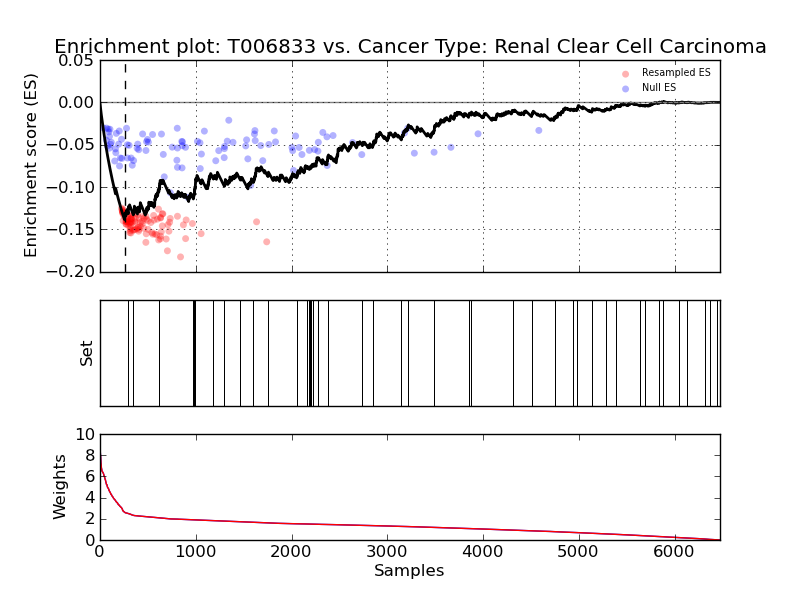 Enrichment plot: T006833 vs. Cancer Type: Renal Clear Cell Carcinoma
0.05
0.00
−0.05
−0.10
−0.15
−0.20
Enrichment score (ES)
Resampled ES
Null ES
Set
10
8
6
4
2
0
Weights
0
1000
2000
3000
4000
5000
6000
Samples